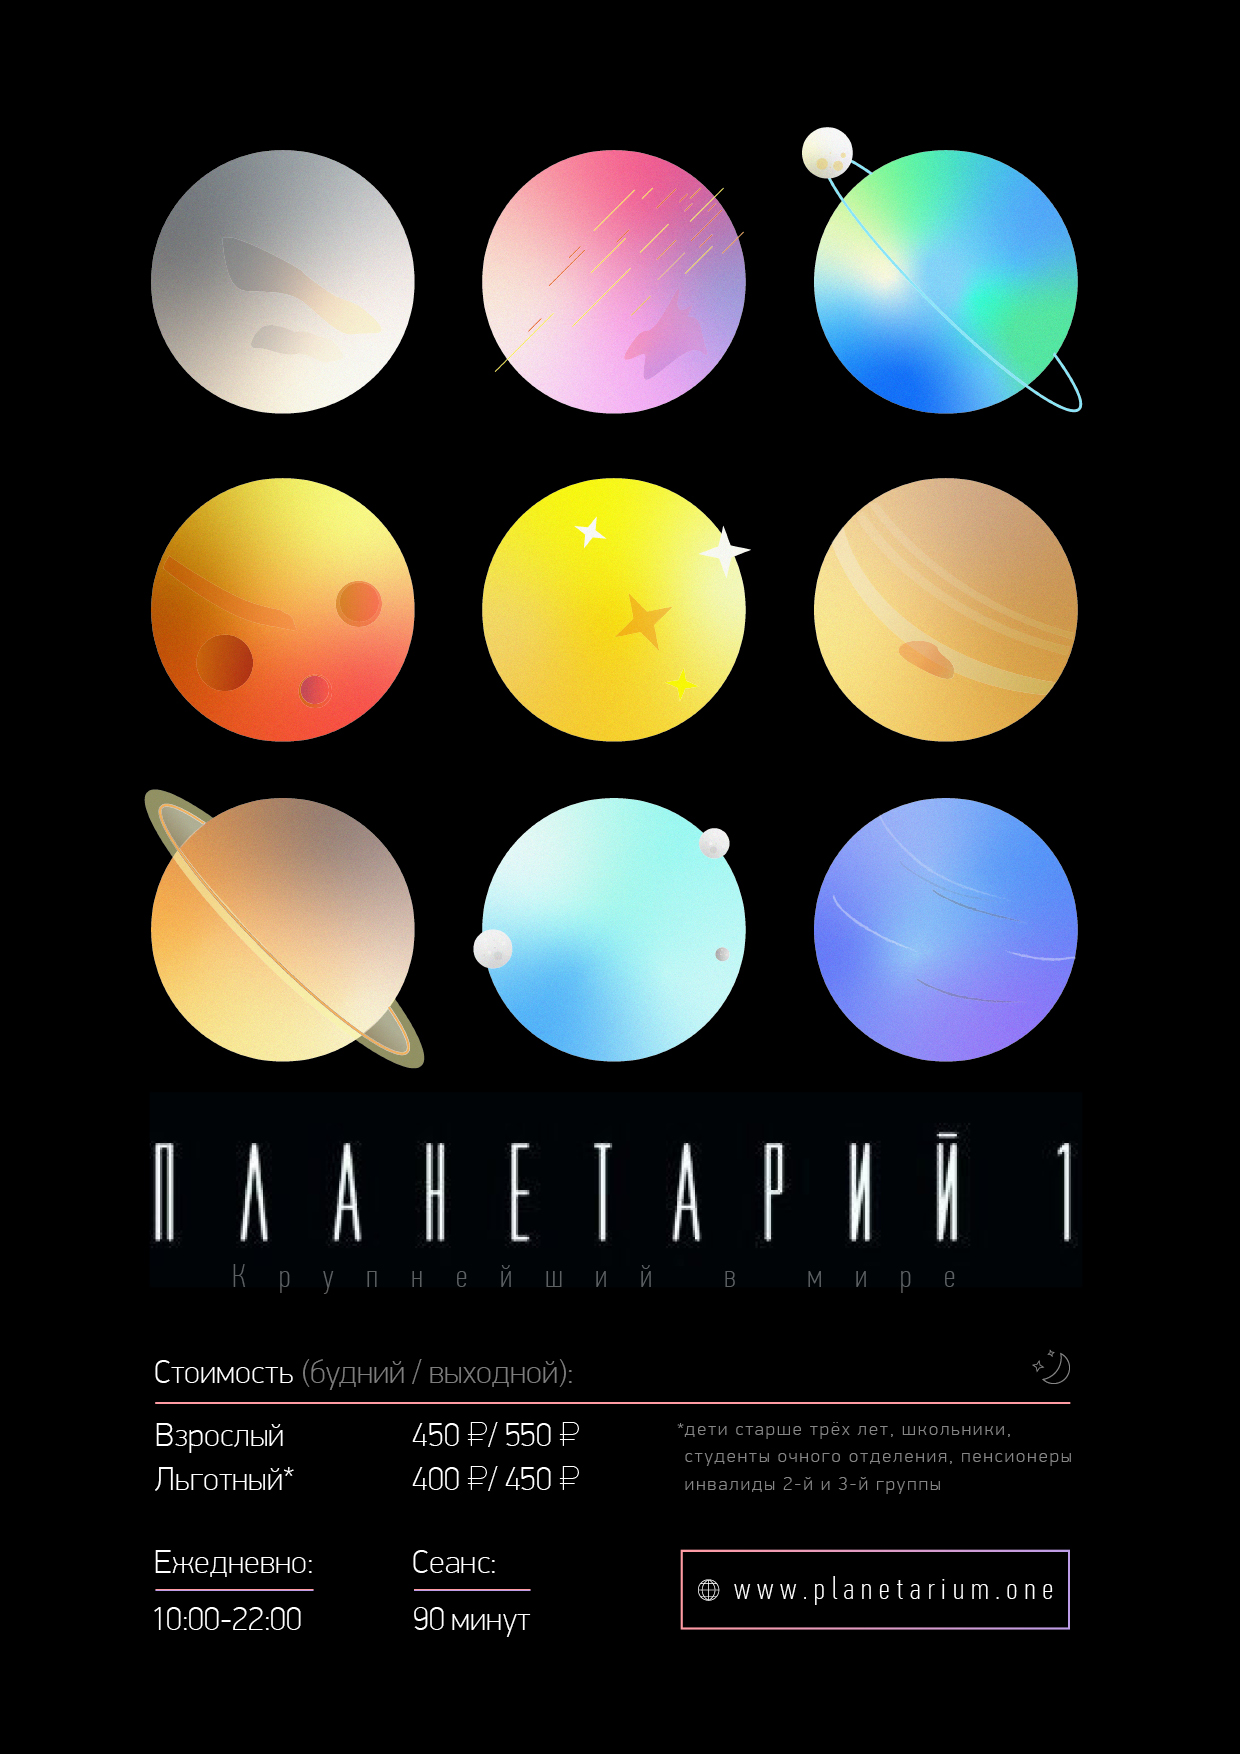 ПЛАНЕТАРИЙ 1
Крупнейший в мире
Стоимость (будний / выходной):
Взрослый 450 ₽/ 550 ₽
Льготный* 400 ₽/ 450 ₽
*дети старше трёх лет, школьники,
студенты очного отделения, пенсионеры
инвалиды 2-й и 3-й группы
Ежедневно:
10:00-22:00
Сеанс:
90 минут
www.planetarium.one